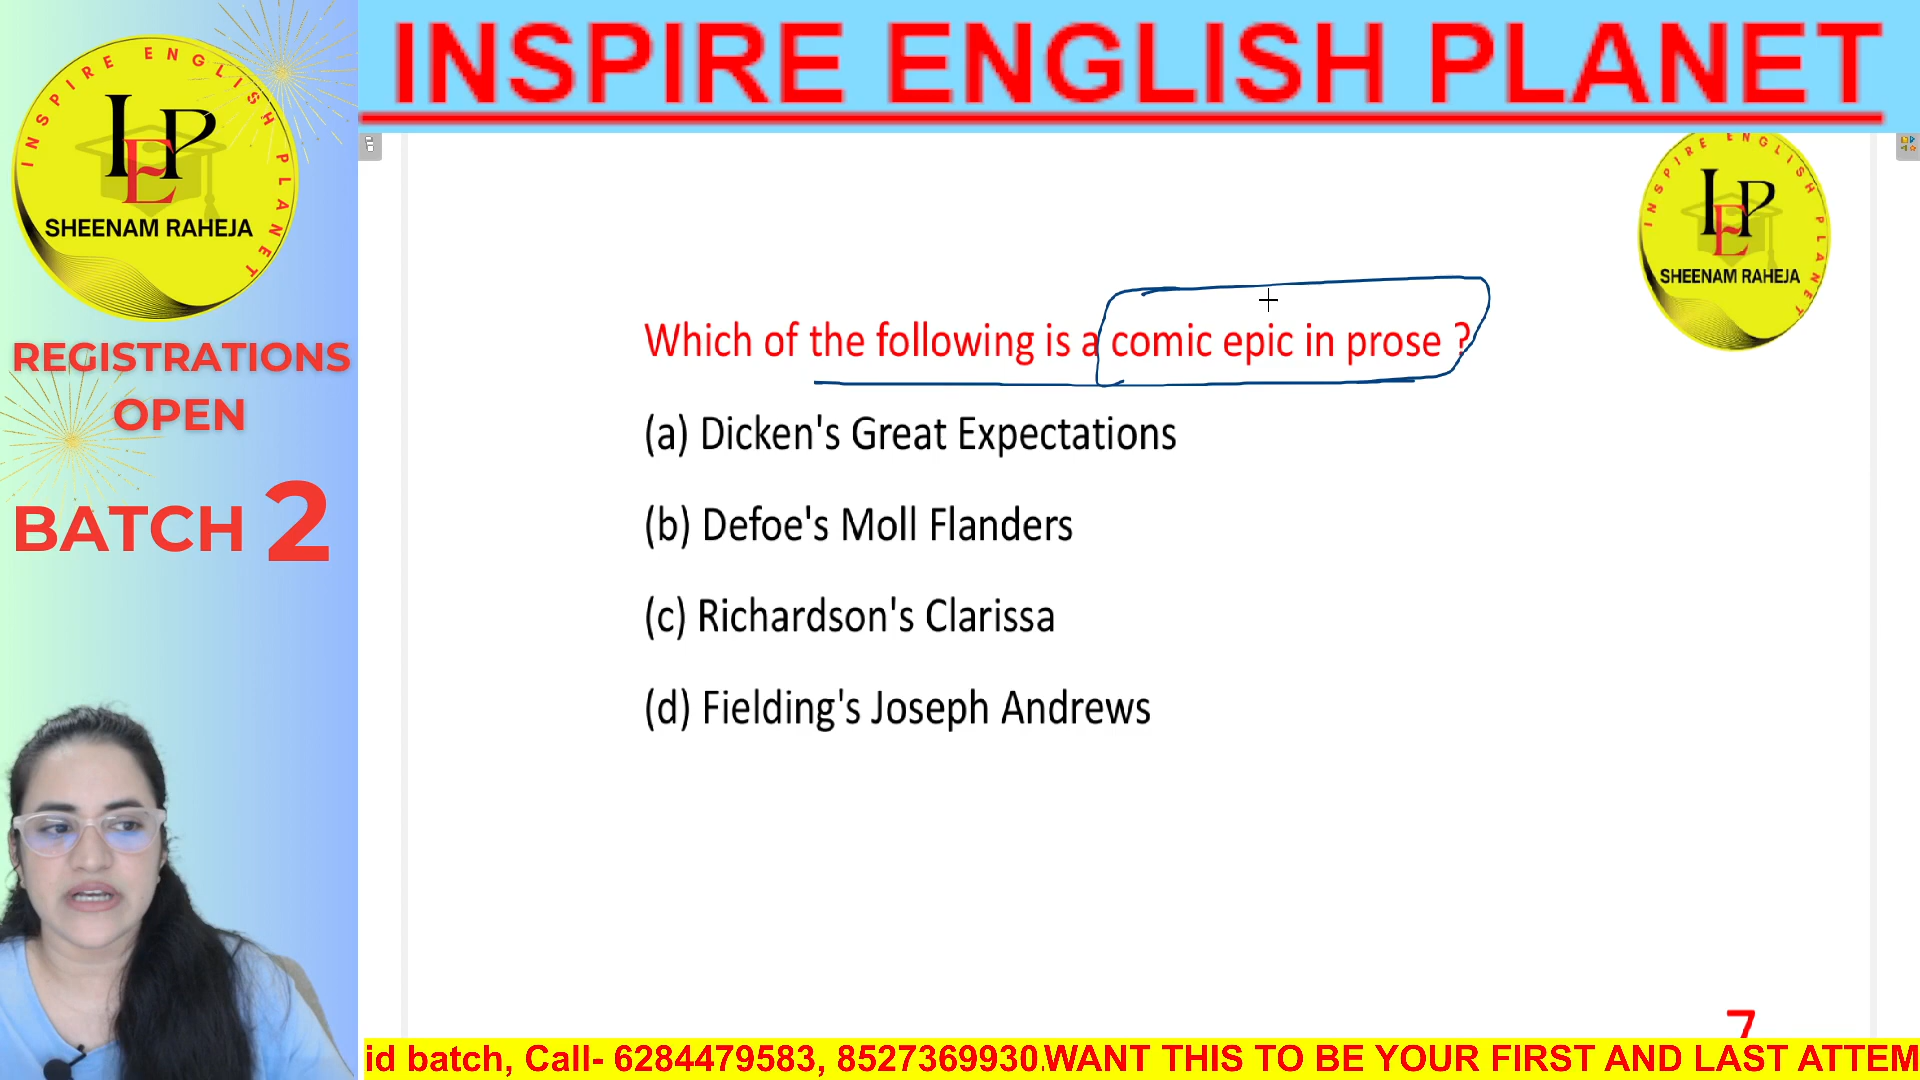 INSPIRE ENGLISH PLANET
INSPIRE ENGLISH PLANET
IEP
SHEENAM RAHEJA
REGISTRATIONS
OPEN
BATCH 2
INSPIRE ENGLISH PLANET
IEP
SHEENAM RAHEJA
Which of the following is a comic epic in prose ?
(a) Dicken's Great Expectations
(b) Defoe's Moll Flanders
(c) Richardson's Clarissa
(d) Fielding's Joseph Andrews
7
id batch, Call- 6284479583, 8527369930.WANT THIS TO BE YOUR FIRST AND LAST ATTEM